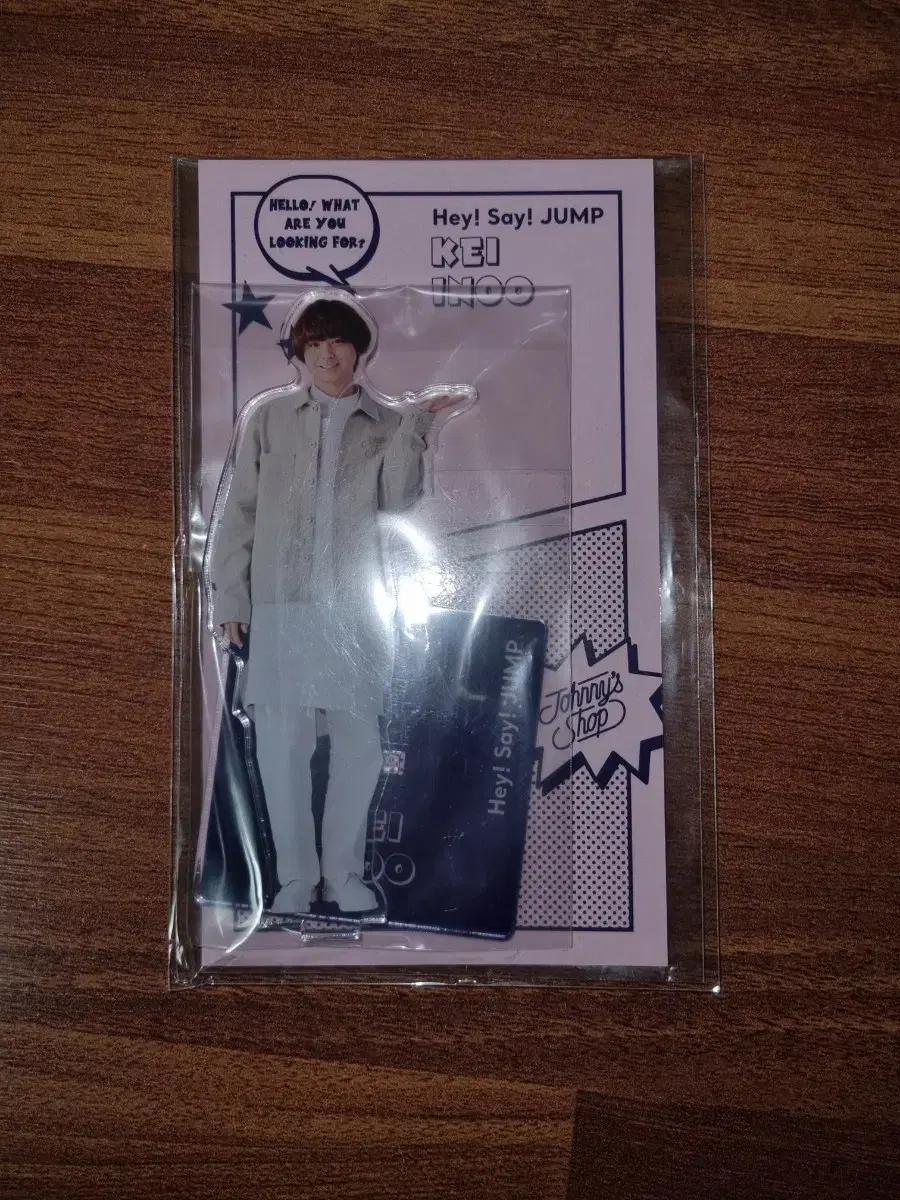 HELLO! WHAT
ARE YOU
LOOKING FOR?
Hey! Say! JUMP
KEI
INOO
Johnny's
Shop
Hey! Say! JUMP